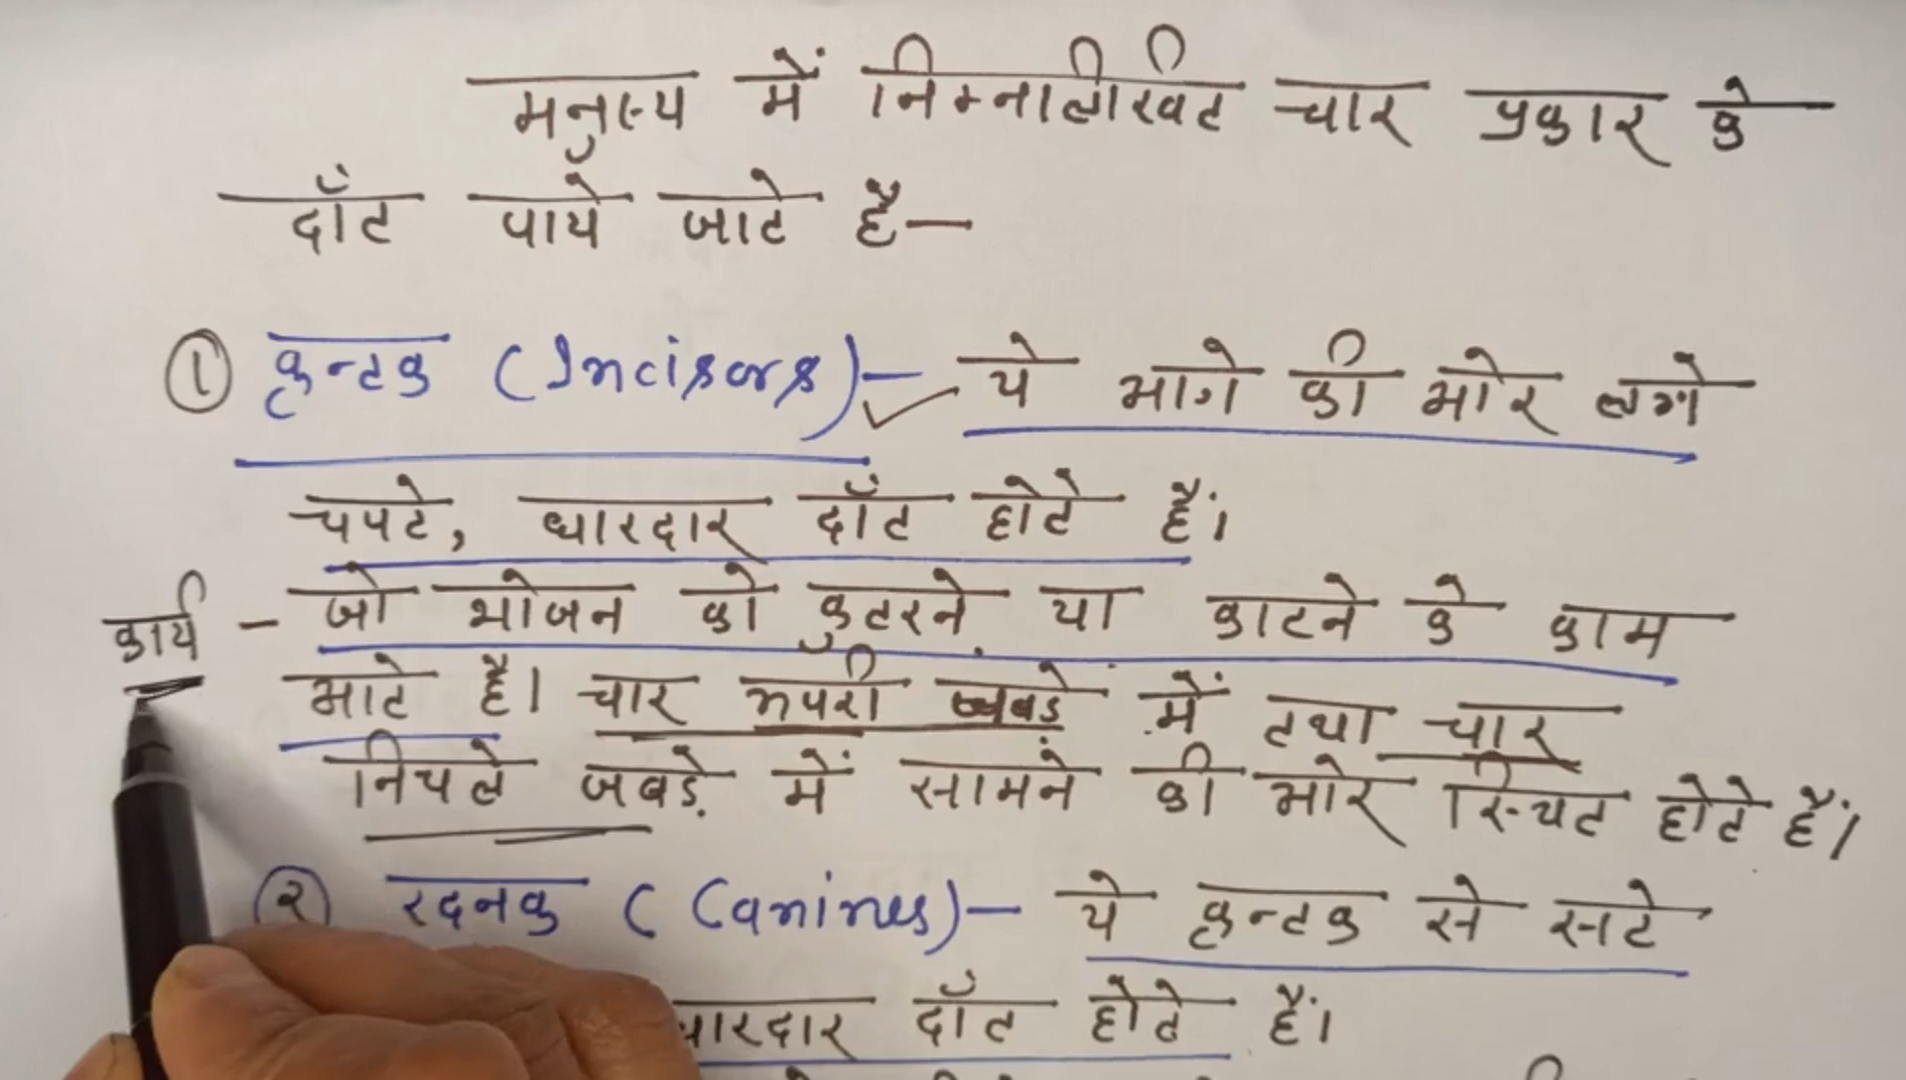 मनुष्य में निम्नलिखित चार प्रकार के
दाँत पाये जाते है—
① कृन्तक (Incisors)— ये आगे की ओर लगे
चपटे, धारदार दाँत होते हैं।
कार्य – जो भोजन को कुतरने या काटने के काम
आते है। चार ऊपरी जबड़े में तथा चार
निचले जबड़े में सामने की ओर स्थित होते हैं।
② रदनक (Canines)— ये कृन्तक से सटे
दाँत होते हैं।